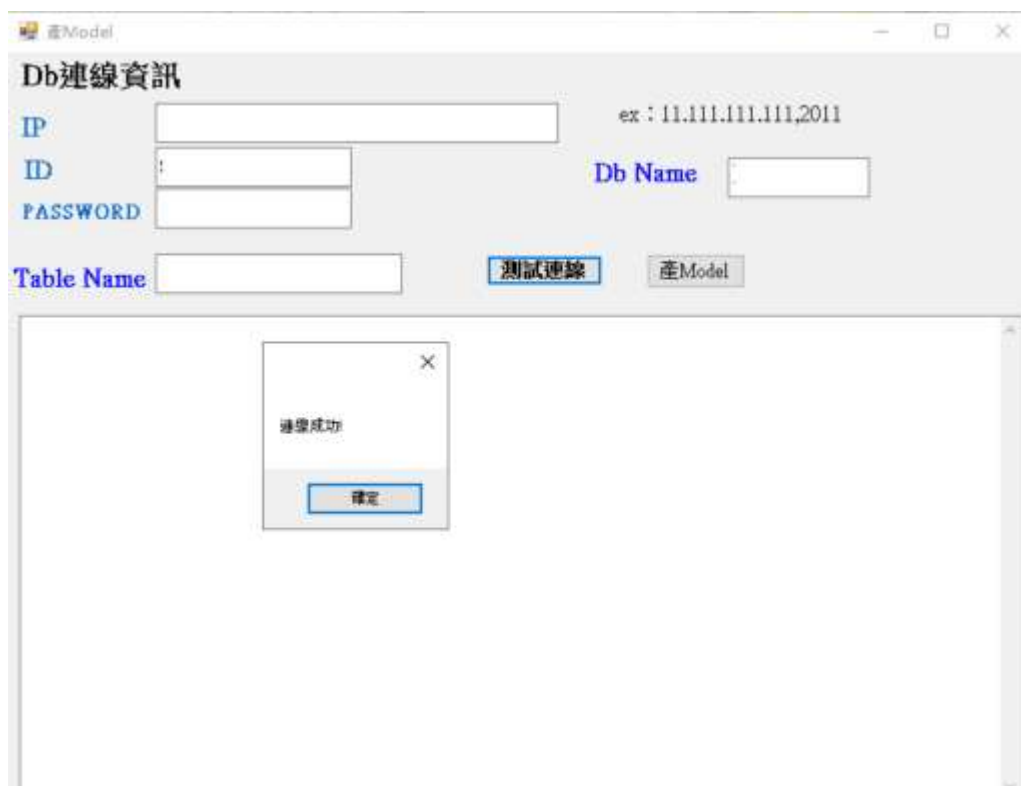 產Model
Db連線資訊
IP
ex：11.111.111.111,2011
ID
Db Name
PASSWORD
Table Name
測試連線
產Model
連線成功!
確定